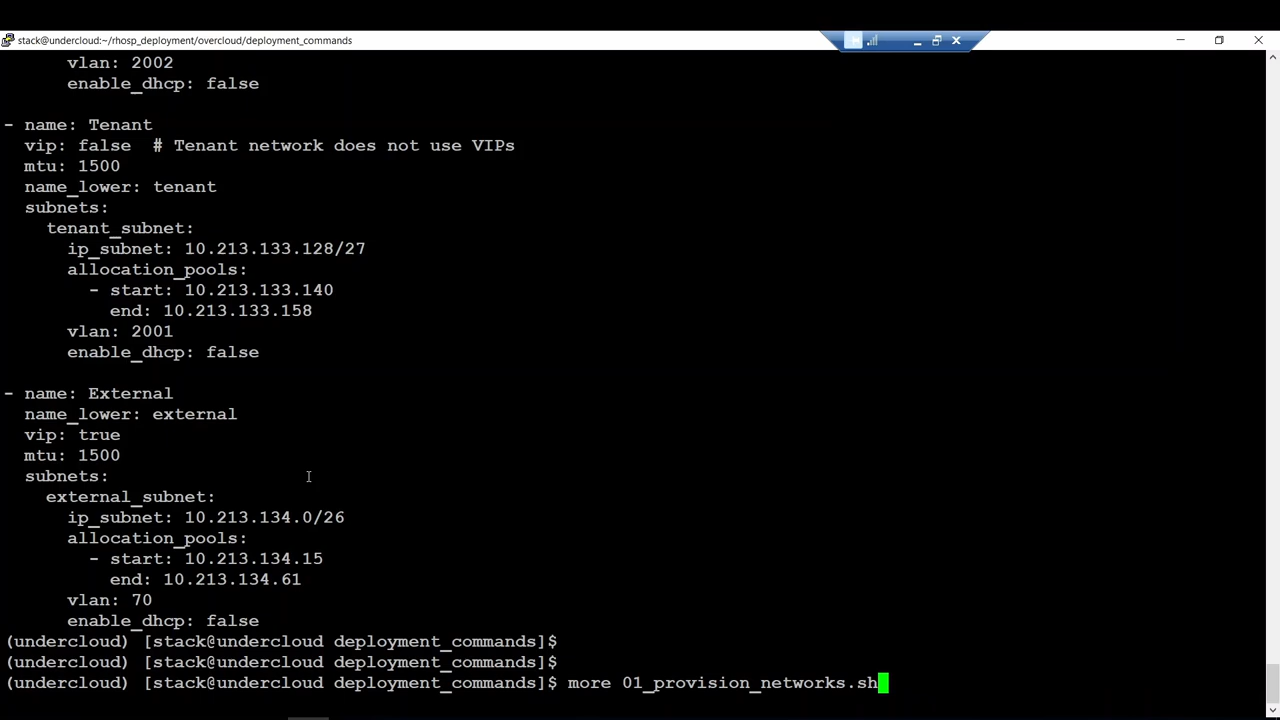 stack@undercloud:~/rhosp_deployment/overcloud/deployment_commands
vlan: 2002
enable_dhcp: false
- name: Tenant
vip: false  # Tenant network does not use VIPs
mtu: 1500
name_lower: tenant
subnets:
tenant_subnet:
ip_subnet: 10.213.133.128/27
allocation_pools:
- start: 10.213.133.140
end: 10.213.133.158
vlan: 2001
enable_dhcp: false
- name: External
name_lower: external
vip: true
mtu: 1500
subnets:
external_subnet:
ip_subnet: 10.213.134.0/26
allocation_pools:
- start: 10.213.134.15
end: 10.213.134.61
vlan: 70
enable_dhcp: false
(undercloud) [stack@undercloud deployment_commands]$
(undercloud) [stack@undercloud deployment_commands]$
(undercloud) [stack@undercloud deployment_commands]$ more 01_provision_networks.sh